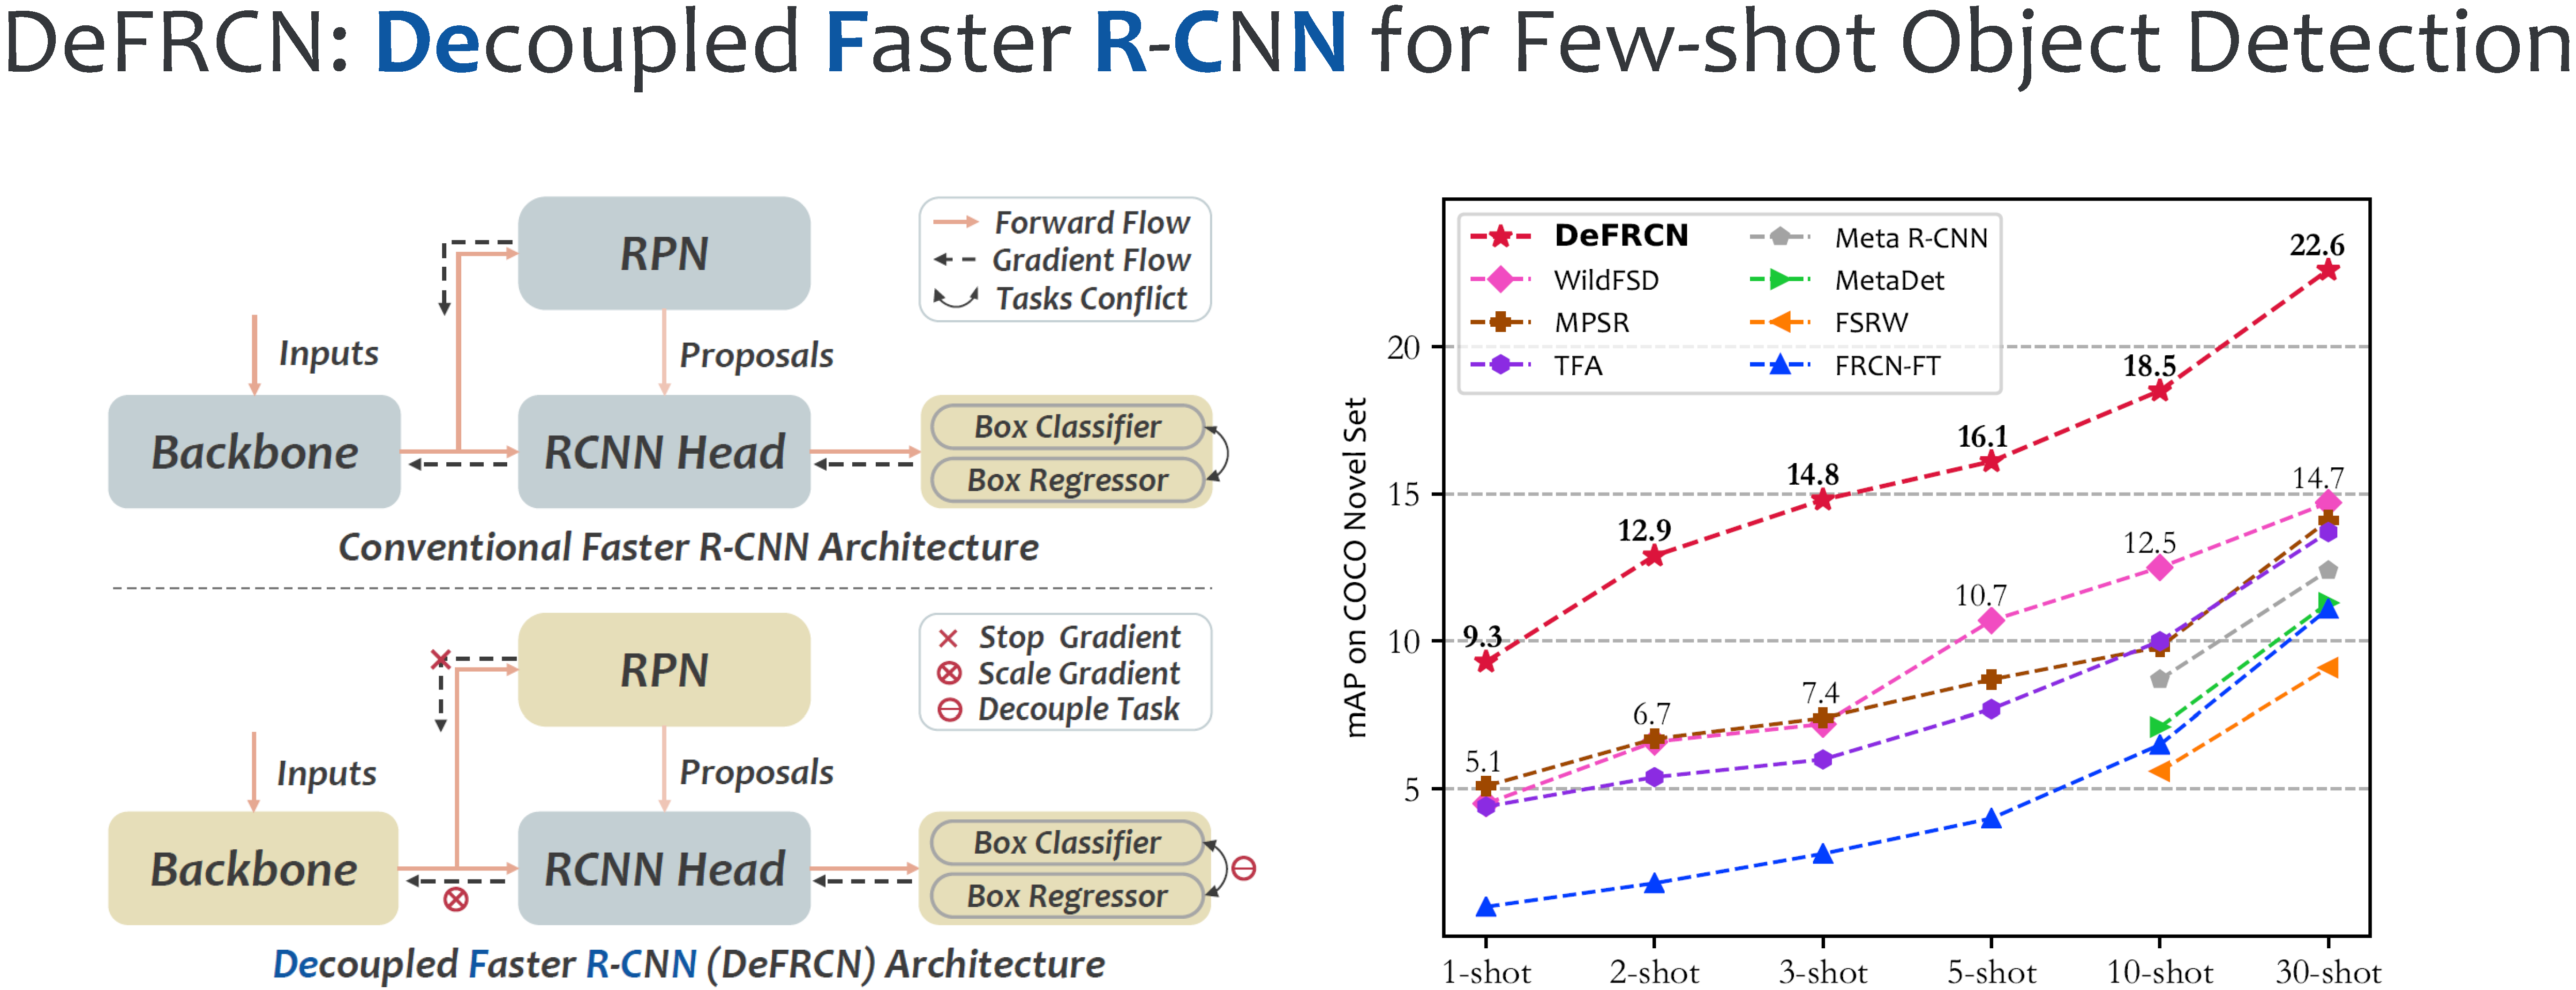 DeFRCN: Decoupled Faster R-CNN for Few-shot Object Detection
RPN
Forward Flow
Gradient Flow
Tasks Conflict
Inputs
Proposals
Backbone
RCNN Head
Box Classifier
Box Regressor
Conventional Faster R-CNN Architecture
RPN
Stop Gradient
Scale Gradient
Decouple Task
Inputs
Proposals
Backbone
RCNN Head
Box Classifier
Box Regressor
Decoupled Faster R-CNN (DeFRCN) Architecture
mAP on COCO Novel Set
20
15
10
5
DeFRCN
WildFSD
MPSR
TFA
Meta R-CNN
MetaDet
FSRW
FRCN-FT
9.3
12.9
14.8
16.1
18.5
22.6
5.1
6.7
7.4
10.7
12.5
14.7
1-shot
2-shot
3-shot
5-shot
10-shot
30-shot